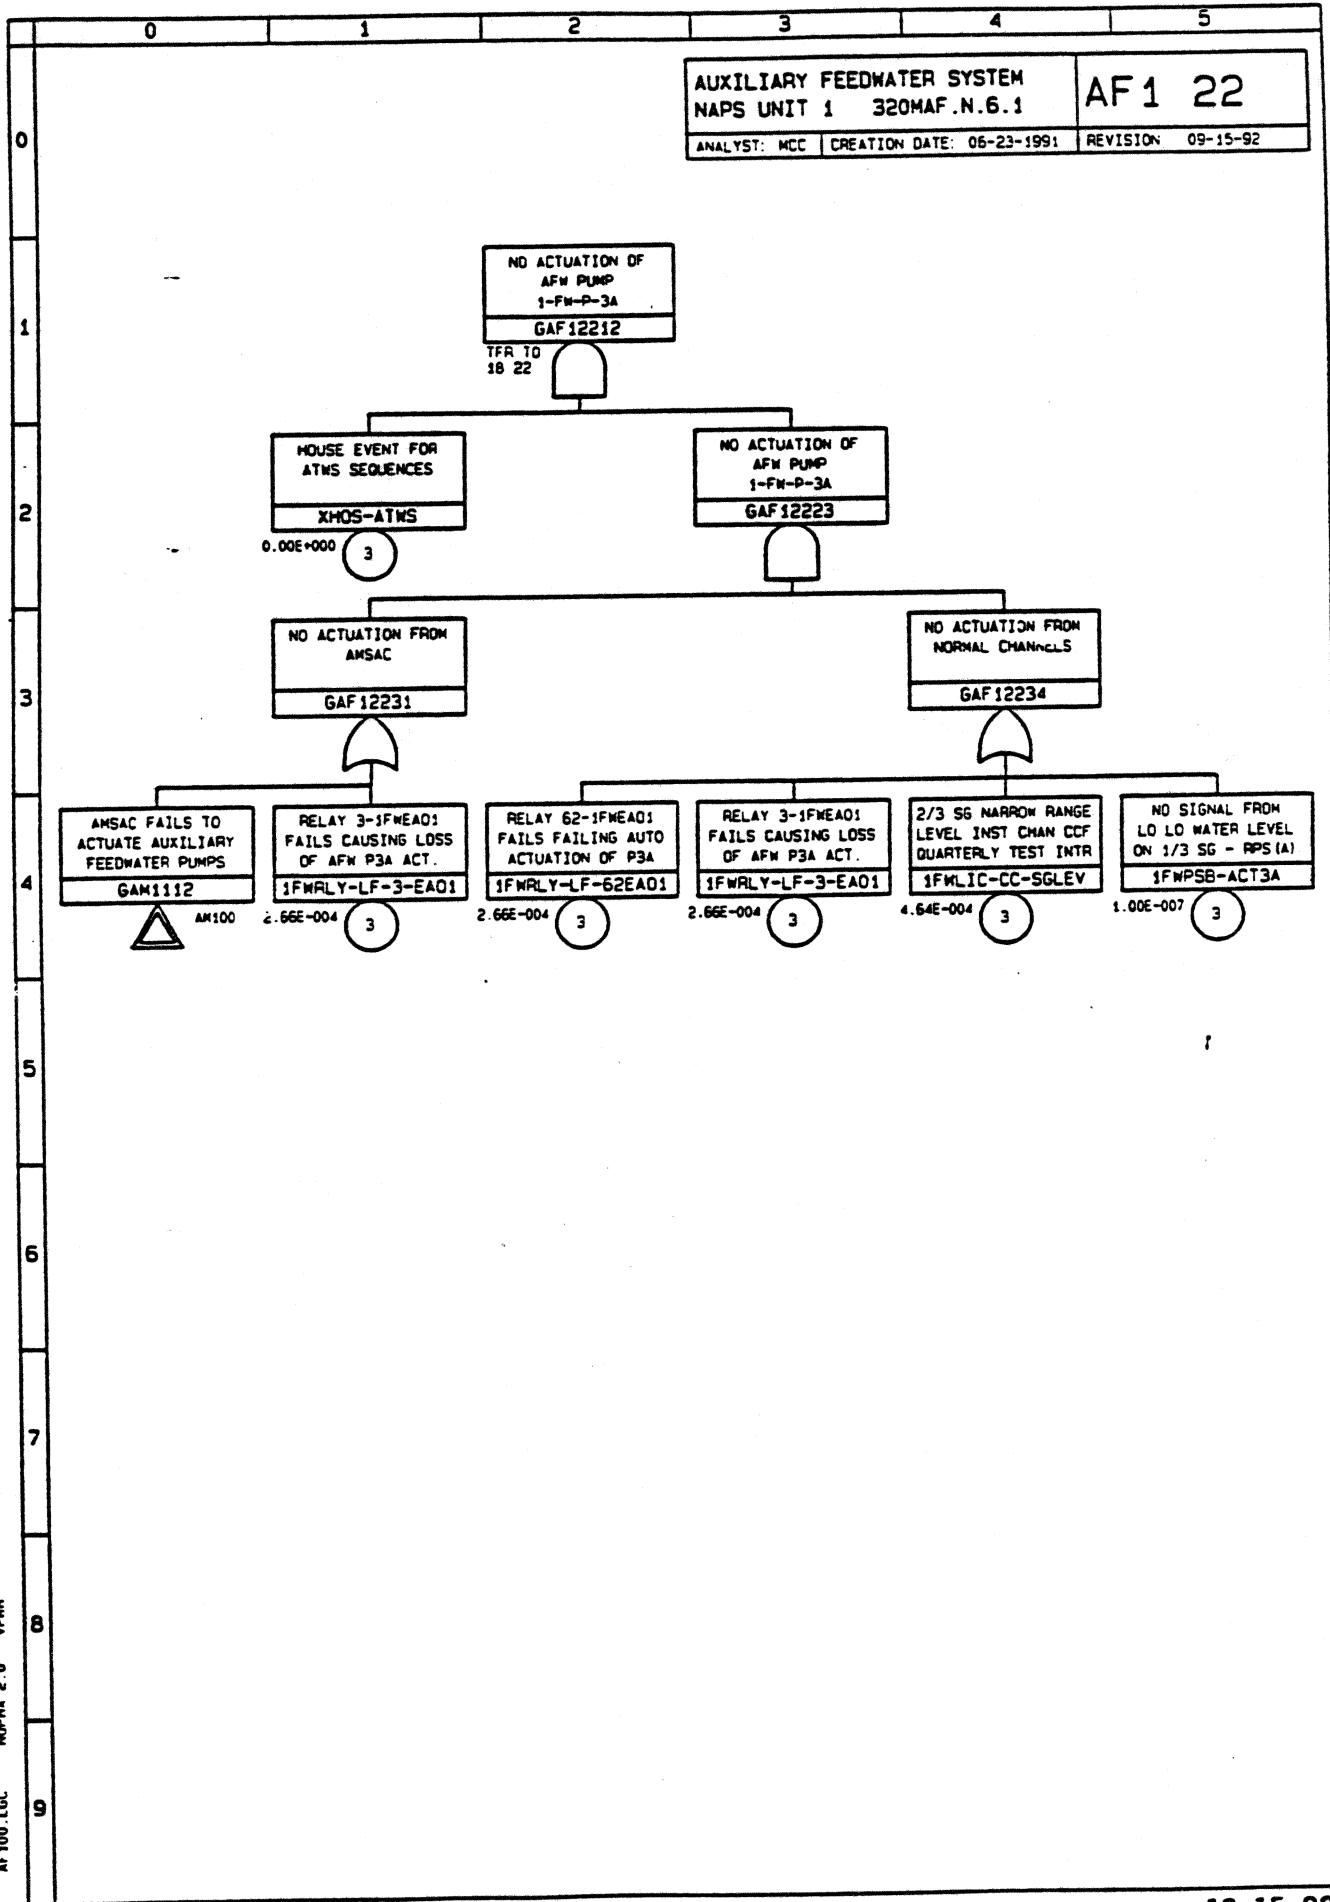 0 1 2 3 4 5
AUXILIARY FEEDWATER SYSTEM
NAPS UNIT 1 320MAF.N.6.1
AF1 22
ANALYST: MCC CREATION DATE: 06-23-1991 REVISION 09-15-92
0
NO ACTUATION OF
AFW PUMP
1-FW-P-3A
GAF12212
TFR TO
18 22
1
HOUSE EVENT FOR
ATWS SEQUENCES
XHOS-ATWS
0.00E+000 3
NO ACTUATION OF
AFW PUMP
1-FW-P-3A
GAF12223
2
NO ACTUATION FROM
AMSAC
GAF12231
NO ACTUATION FROM
NORMAL CHANNELS
GAF12234
3
AMSAC FAILS TO
ACTUATE AUXILIARY
FEEDWATER PUMPS
GAM1112
AM100
RELAY 3-1FWEA01
FAILS CAUSING LOSS
OF AFW P3A ACT.
1FWRLY-LF-3-EA01
2.66E-004 3
RELAY 62-1FWEA01
FAILS FAILING AUTO
ACTUATION OF P3A
1FWRLY-LF-62EA01
2.66E-004 3
RELAY 3-1FWEA01
FAILS CAUSING LOSS
OF AFW P3A ACT.
1FWRLY-LF-3-EA01
2.66E-004 3
2/3 SG NARROW RANGE
LEVEL INST CHAN CCF
QUARTERLY TEST INTR
1FWLIC-CC-SGLEV
4.64E-004 3
NO SIGNAL FROM
LO LO WATER LEVEL
ON 1/3 SG - RPS(A)
1FWPSB-ACT3A
1.00E-007 3
4
5
6
7
8
9